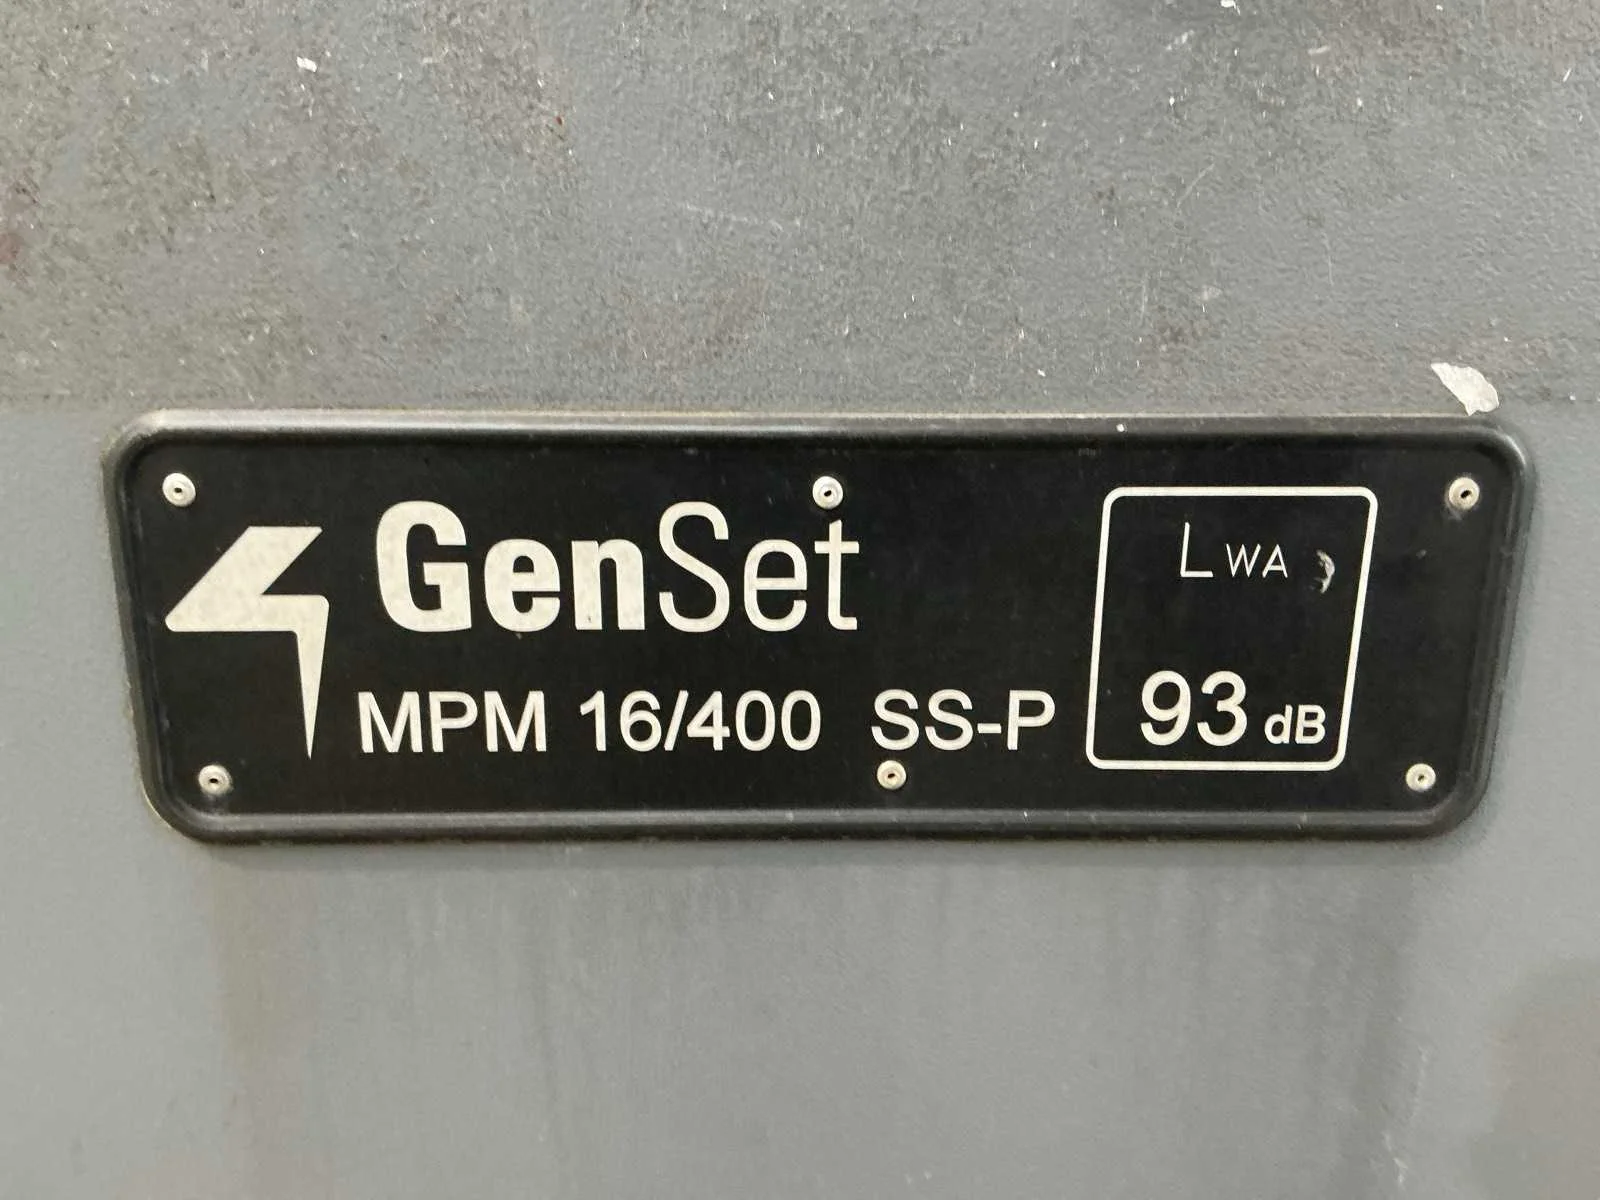 GenSet
MPM 16/400 SS-P
LWA
93 dB